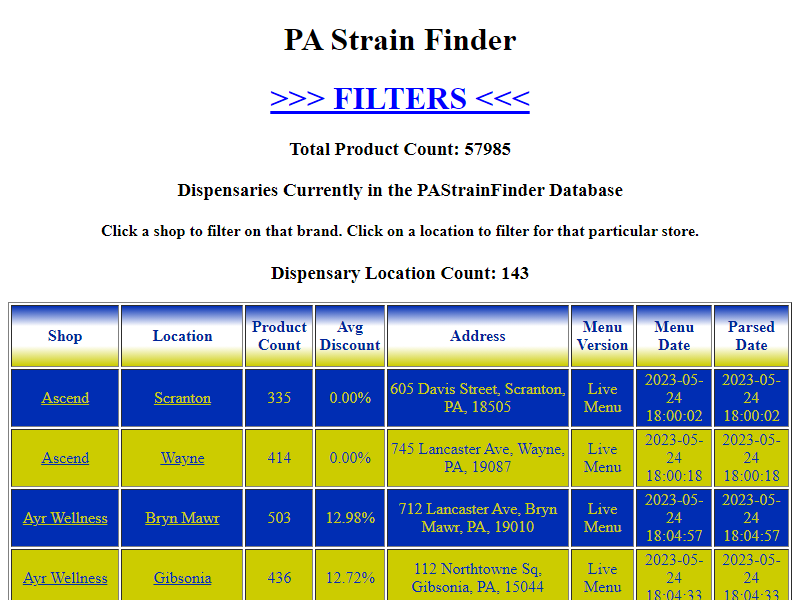 PA Strain Finder
>>> FILTERS <<<
Total Product Count: 57985
Dispensaries Currently in the PAStrainFinder Database
Click a shop to filter on that brand. Click on a location to filter for that particular store.
Dispensary Location Count: 143
Shop Location Product Count Avg Discount Address Menu Version Menu Date Parsed Date
Ascend Scranton 335 0.00% 605 Davis Street, Scranton, PA, 18505 Live Menu 2023-05-24 18:00:02 2023-05-24 18:00:02
Ascend Wayne 414 0.00% 745 Lancaster Ave, Wayne, PA, 19087 Live Menu 2023-05-24 18:00:18 2023-05-24 18:00:18
Ayr Wellness Bryn Mawr 503 12.98% 712 Lancaster Ave, Bryn Mawr, PA, 19010 Live Menu 2023-05-24 18:04:57 2023-05-24 18:04:57
Ayr Wellness Gibsonia 436 12.72% 112 Northtowne Sq, Gibsonia, PA, 15044 Live Menu 2023-05-24 18:04:33 2023-05-24 18:04:33